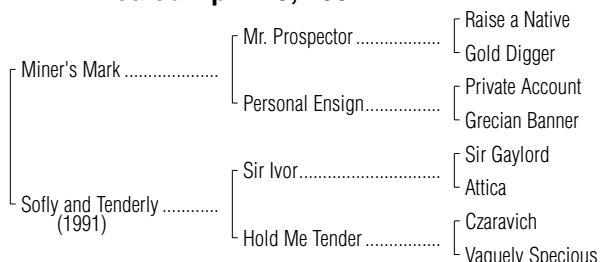 Raise a Native
Mr. Prospector ..................
Gold Digger
Miner's Mark ....................
Private Account
Personal Ensign................
Grecian Banner
Sir Gaylord
Sir Ivor..............................
Attica
Sofly and Tenderly ............
(1991)
Czaravich
Hold Me Tender ................
Vaguely Specious